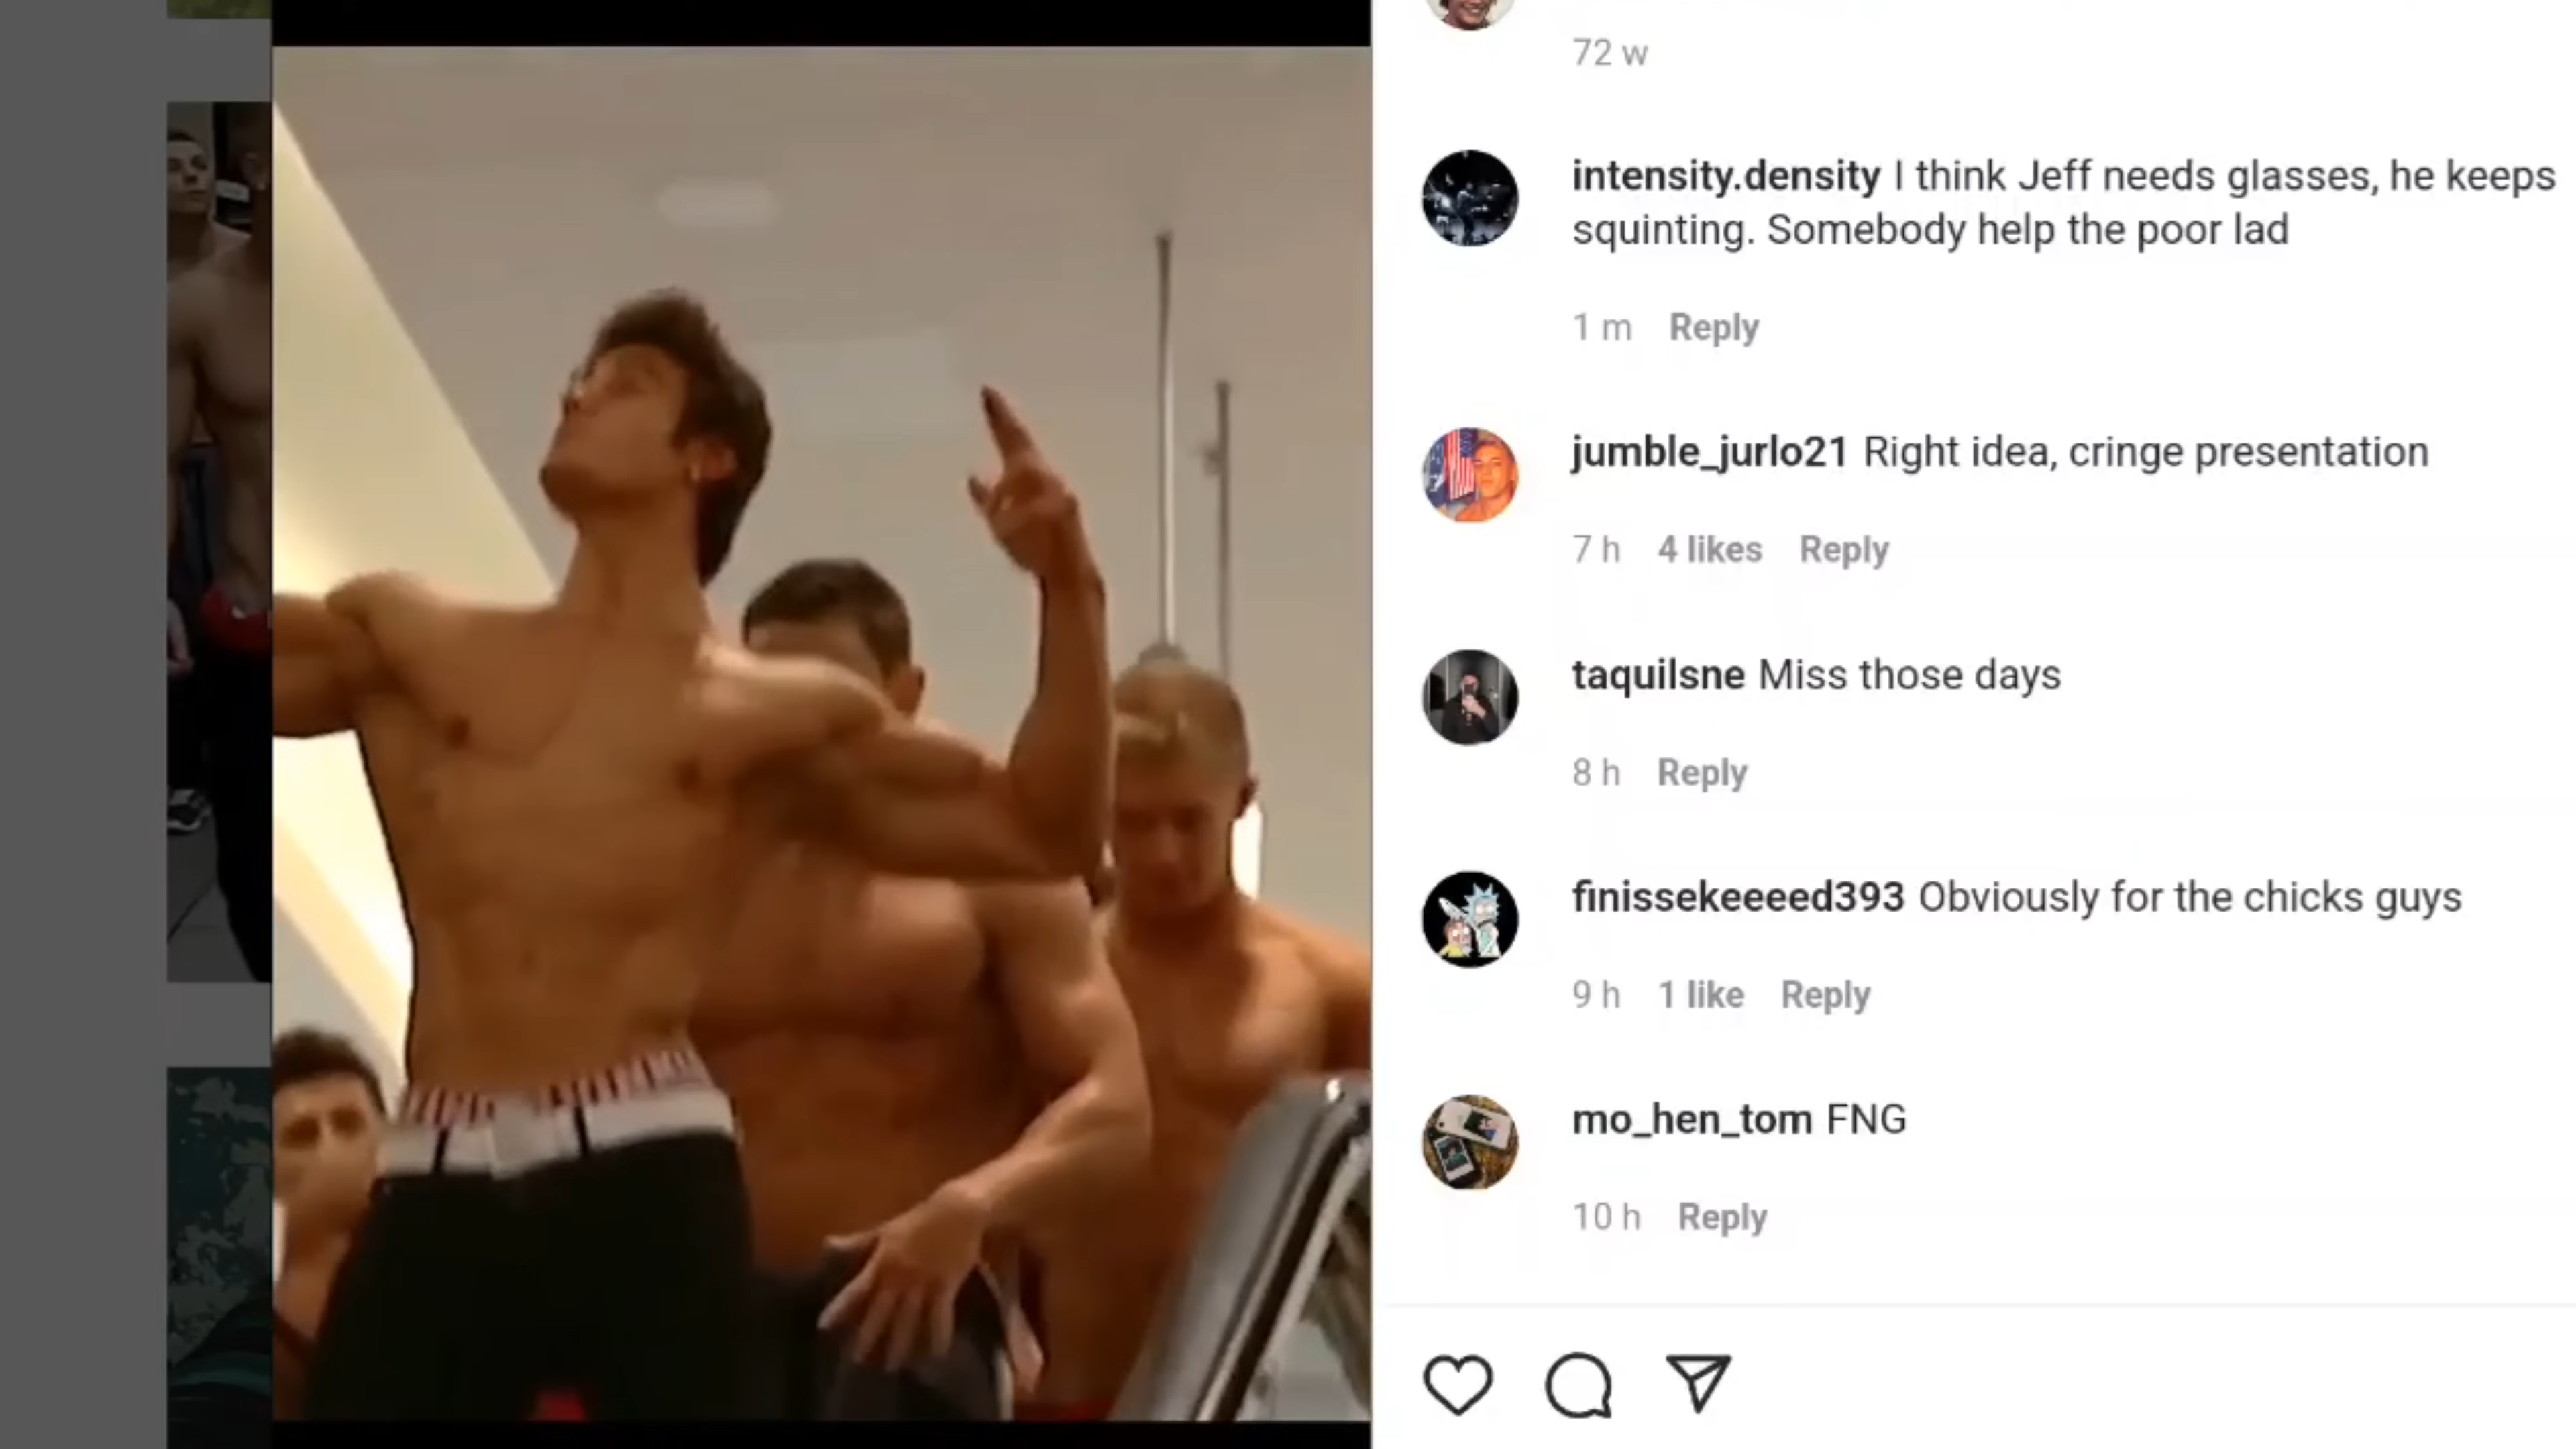 72 w
intensity.density I think Jeff needs glasses, he keeps
squinting. Somebody help the poor lad
1 m Reply
jumble_jurlo21 Right idea, cringe presentation
7 h 4 likes Reply
taquilsne Miss those days
8 h Reply
finissekeeeed393 Obviously for the chicks guys
9 h 1 like Reply
mo_hen_tom FNG
10 h Reply